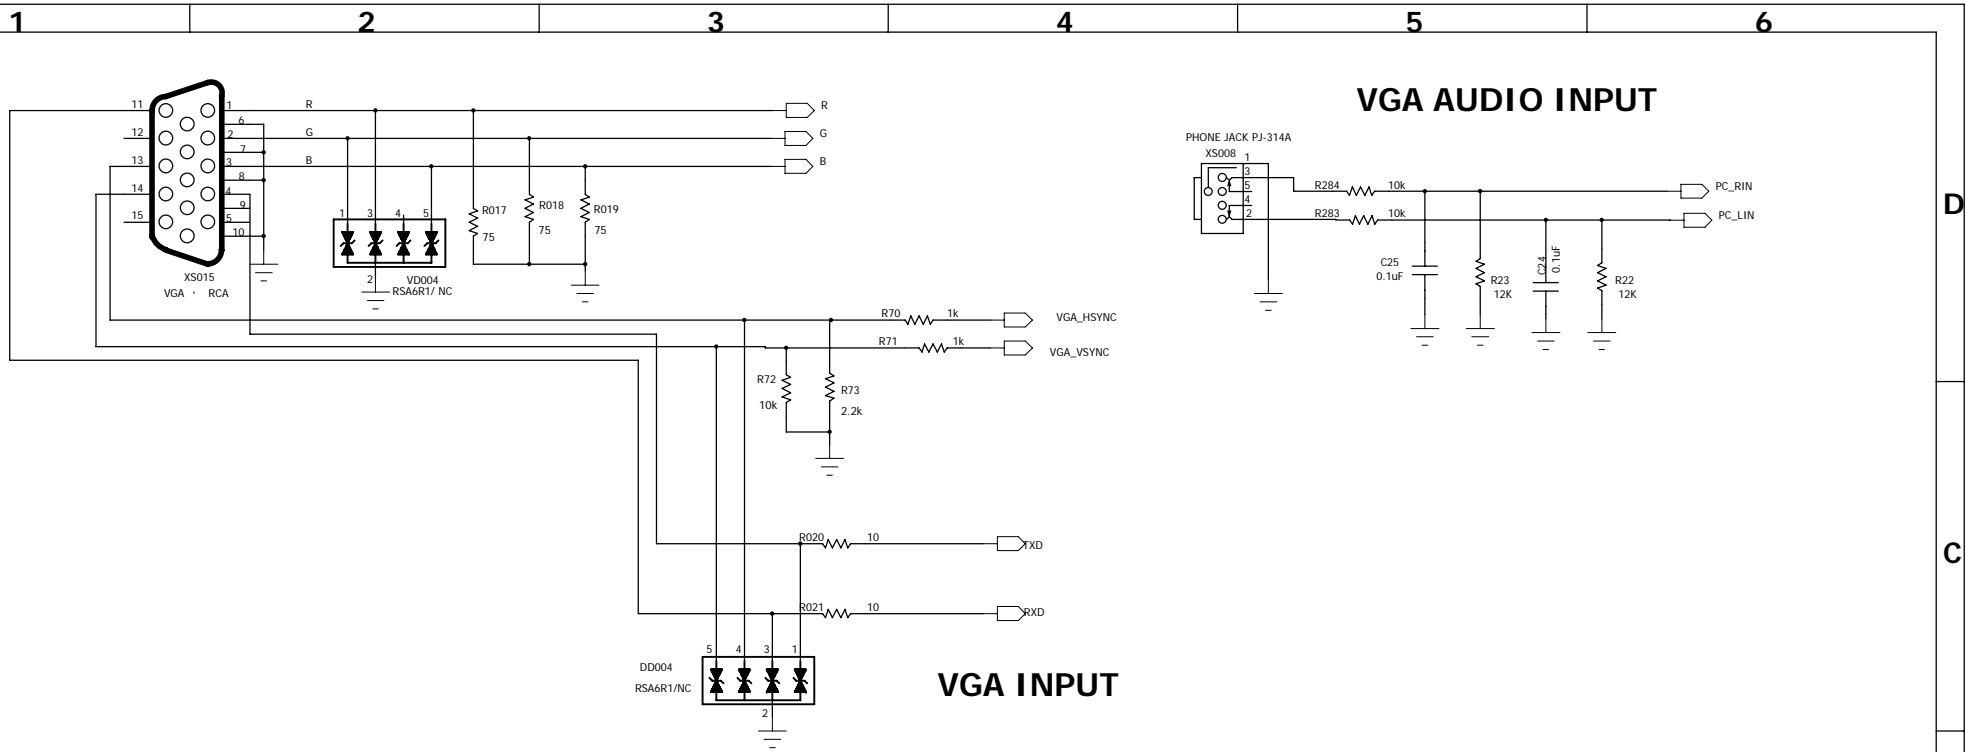 1 2 3 4 5 6
VGA AUDIO INPUT
11 1 R R
6
12 2 G G
7
13 3 B B
8
14 4
9
15 5
10
XS015
VGA · RCA
1 3 4 5
2
VD004
RSA6R1/ NC
R017
75
R018
75
R019
75
PHONE JACK PJ-314A
XS008
1
3
5
4
2
R284 10k PC_RIN
R283 10k PC_LIN
C25
0.1uF
R23
12K
C24
0.1uF
R22
12K
D
R70 1k VGA_HSYNC
R71 1k VGA_VSYNC
R72
10k
R73
2.2k
R020 10 TXD
C
R021 10 RXD
5 4 3 1
DD004
RSA6R1/NC
2
VGA INPUT